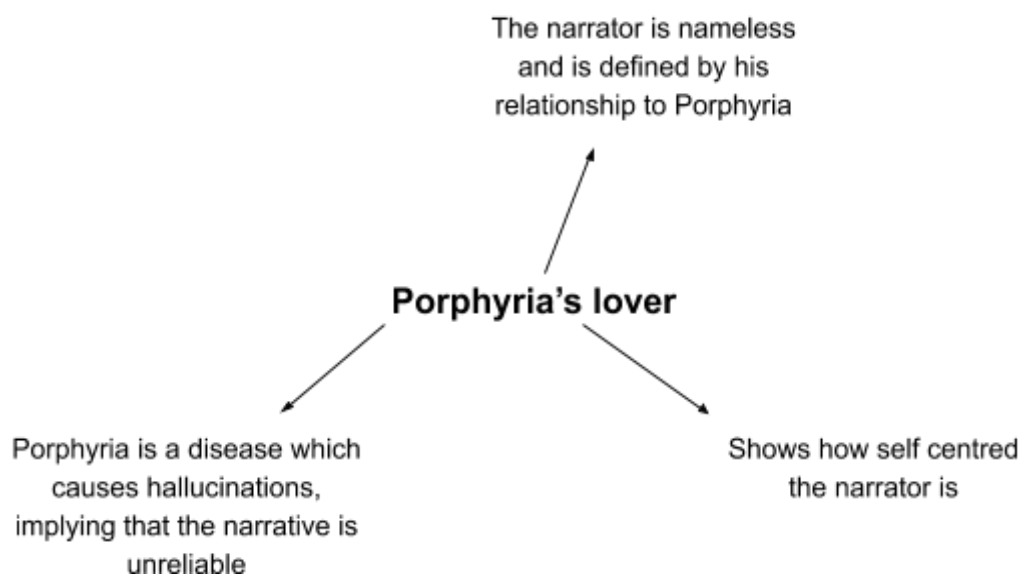 The narrator is nameless
and is defined by his
relationship to Porphyria
Porphyria’s lover
Porphyria is a disease which
causes hallucinations,
implying that the narrative is
unreliable
Shows how self centred
the narrator is